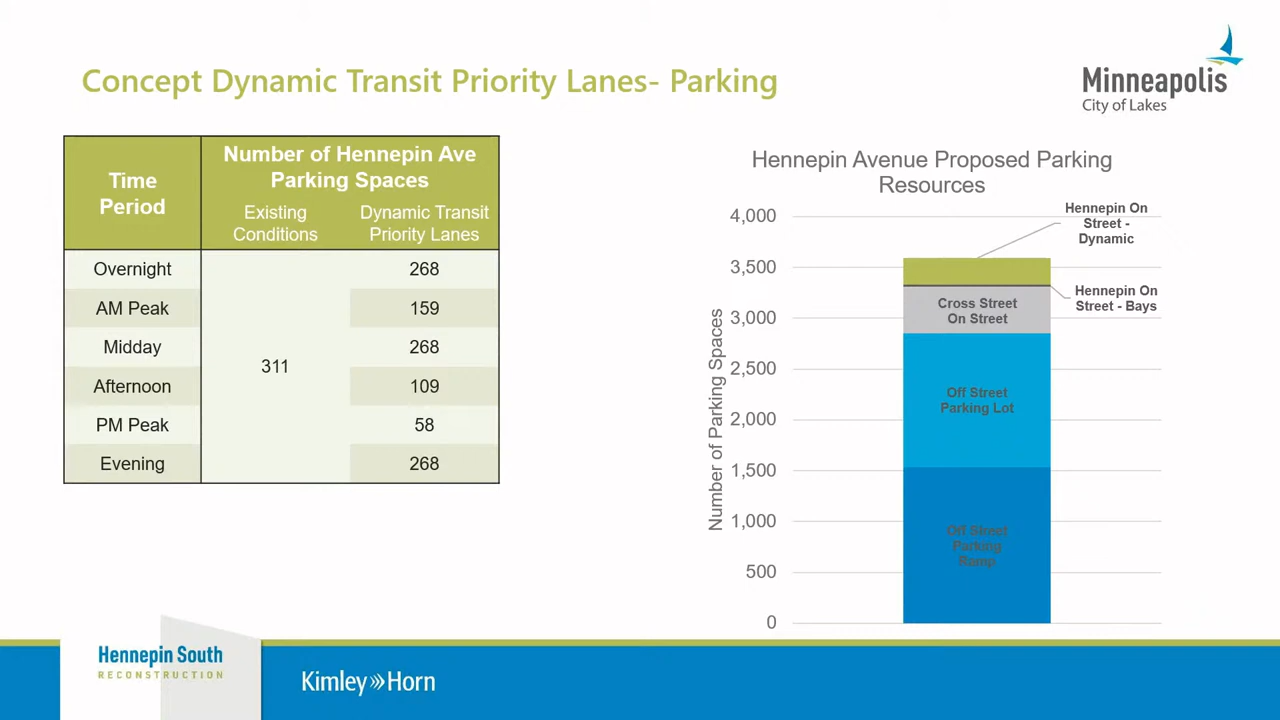 Concept Dynamic Transit Priority Lanes- Parking
Minneapolis
City of Lakes
Time
Period
Number of Hennepin Ave
Parking Spaces
Existing
Conditions
Dynamic Transit
Priority Lanes
Overnight
268
AM Peak
159
Midday
268
311
Afternoon
109
PM Peak
58
Evening
268
Hennepin Avenue Proposed Parking
Resources
Number of Parking Spaces
4,000
3,500
3,000
2,500
2,000
1,500
1,000
500
0
Hennepin On
Street -
Dynamic
Hennepin On
Street - Bays
Cross Street
On Street
Off Street
Parking Lot
Off Street
Parking
Ramp
Hennepin South
RECONSTRUCTION
Kimley»Horn